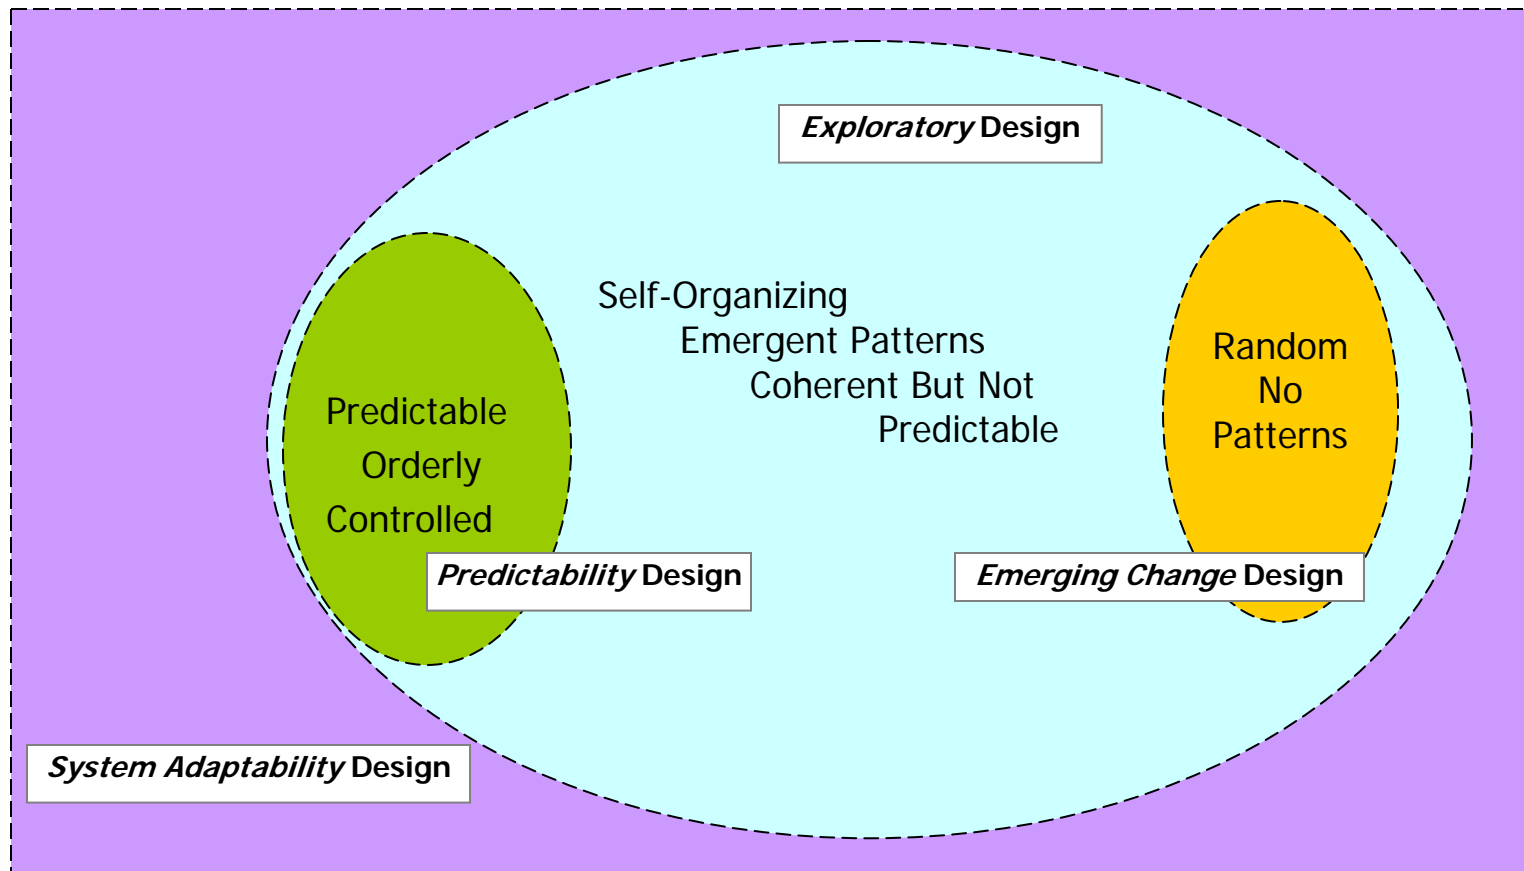 Exploratory Design
Self-Organizing
Emergent Patterns
Coherent But Not
Predictable
Predictable
Orderly
Controlled
Random
No
Patterns
Predictability Design
Emerging Change Design
System Adaptability Design